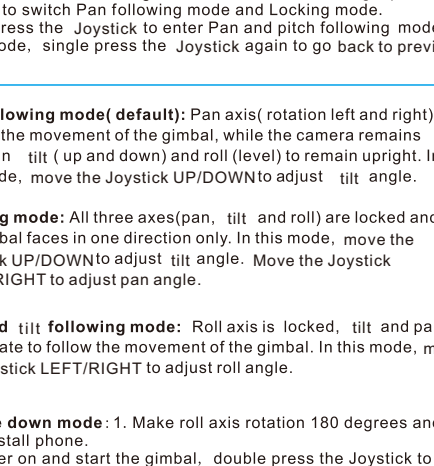 to switch Pan following mode and Locking mode.
ress the Joystick to enter Pan and pitch following mod
ode, single press the Joystick again to go back to previ
lowing mode( default): Pan axis( rotation left and right)
the movement of the gimbal, while the camera remains
n tilt ( up and down) and roll (level) to remain upright. I
de, move the Joystick UP/DOWN to adjust tilt angle.
g mode: All three axes(pan, tilt and roll) are locked and
bal faces in one direction only. In this mode, move the
k UP/DOWN to adjust tilt angle. Move the Joystick
RIGHT to adjust pan angle.
d tilt following mode: Roll axis is locked, tilt and pa
ate to follow the movement of the gimbal. In this mode, m
stick LEFT/RIGHT to adjust roll angle.
e down mode: 1. Make roll axis rotation 180 degrees and
stall phone.
er on and start the gimbal, double press the Joystick to